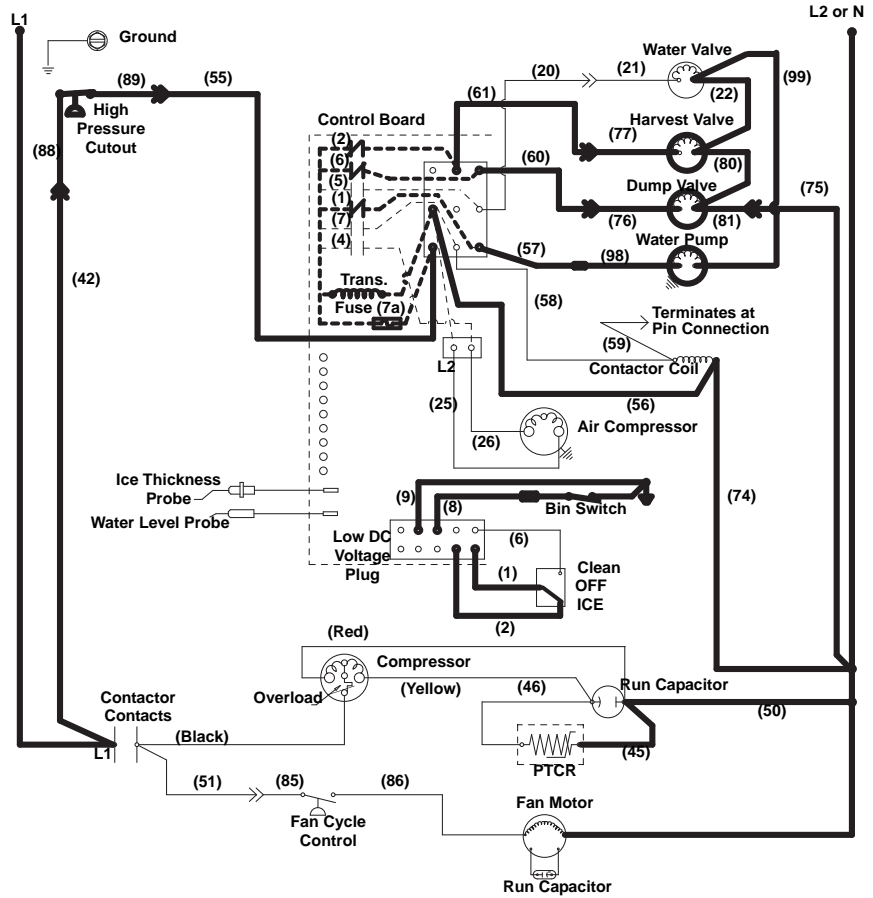 L1
L2 or N
Ground
Water Valve
(89)
(55)
(20)
(21)
(99)
(61)
(22)
High
Pressure
Cutout
Control Board
Harvest Valve
(88)
(2)
(77)
(6)
(60)
(80)
(5)
Dump Valve
(75)
(1)
(7)
(76)
(81)
(4)
(57)
Water Pump
(98)
(42)
Trans.
Fuse (7a)
(58)
Terminates at
Pin Connection
(59)
L2
Contactor Coil
(25)
(56)
(26)
Air Compressor
Ice Thickness
Probe
(9)
(8)
(74)
Bin Switch
Water Level Probe
Low DC
Voltage
Plug
(6)
(1)
Clean
OFF
ICE
(2)
(Red)
Compressor
Overload
(Yellow)
(46)
Run Capacitor
Contactor
Contacts
(50)
(Black)
L1
(45)
PTCR
(51)
(85)
(86)
Fan Cycle
Control
Fan Motor
Run Capacitor